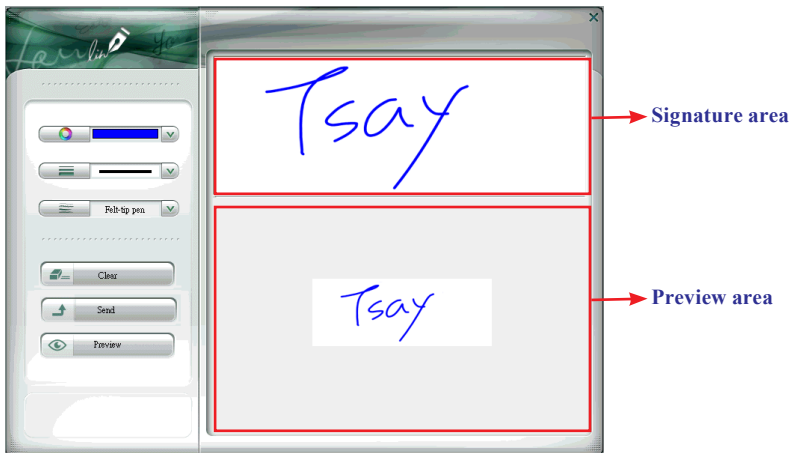 Tsay
Signature area
Felt-tip pen
Clear
Send
Preview
Tsay
Preview area